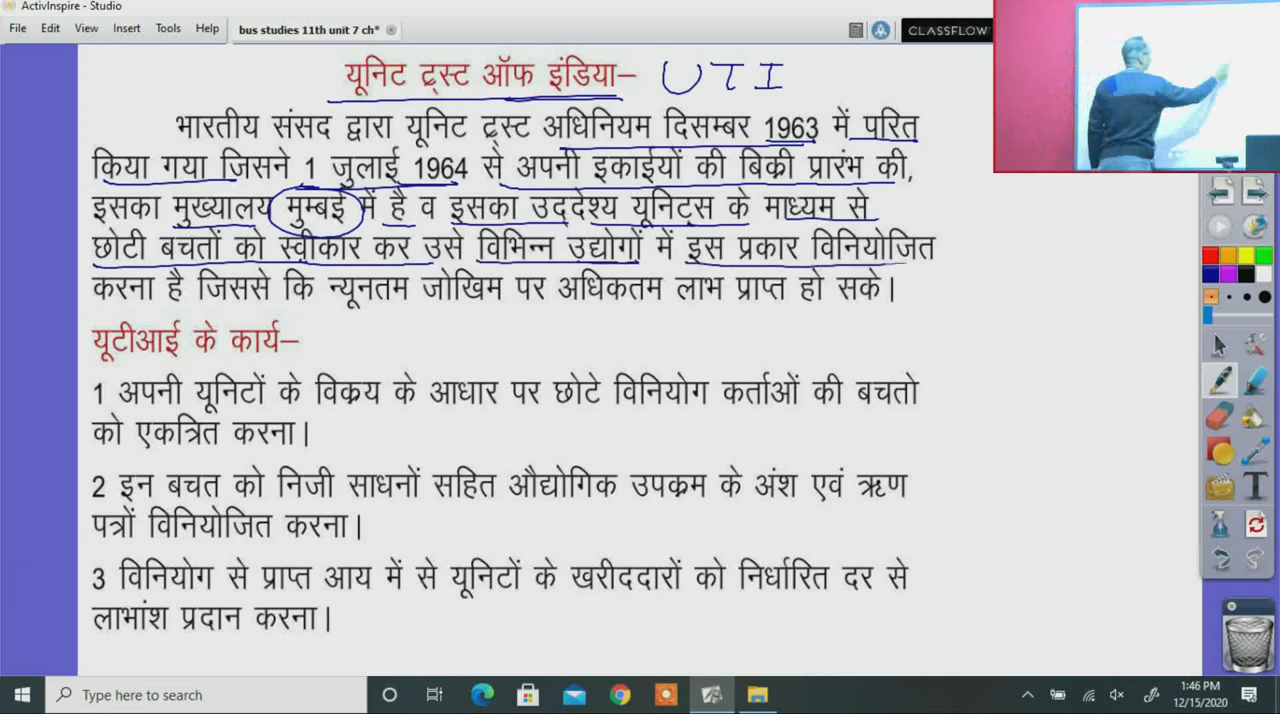 ActivInspire - Studio
File Edit View Insert Tools Help bus studies 11th unit 7 ch* CLASSFLOW
यूनिट ट्रस्ट ऑफ इंडिया– UTI
भारतीय संसद द्वारा यूनिट ट्रस्ट अधिनियम दिसम्बर 1963 में परित
किया गया जिसने 1 जुलाई 1964 से अपनी इकाईयों की बिक्री प्रारंभ की,
इसका मुख्यालय मुम्बई में है व इसका उद्देश्य यूनिट्स के माध्यम से
छोटी बचतों को स्वीकार कर उसे विभिन्न उद्योगों में इस प्रकार विनियोजित
करना है जिससे कि न्यूनतम जोखिम पर अधिकतम लाभ प्राप्त हो सके।
यूटीआई के कार्य–
1 अपनी यूनिटों के विक्रय के आधार पर छोटे विनियोग कर्ताओं की बचतो
को एकत्रित करना।
2 इन बचत को निजी साधनों सहित औद्योगिक उपक्रम के अंश एवं ऋण
पत्रों विनियोजित करना।
3 विनियोग से प्राप्त आय में से यूनिटों के खरीददारों को निर्धारित दर से
लाभांश प्रदान करना।
Type here to search
1:46 PM
12/15/2020